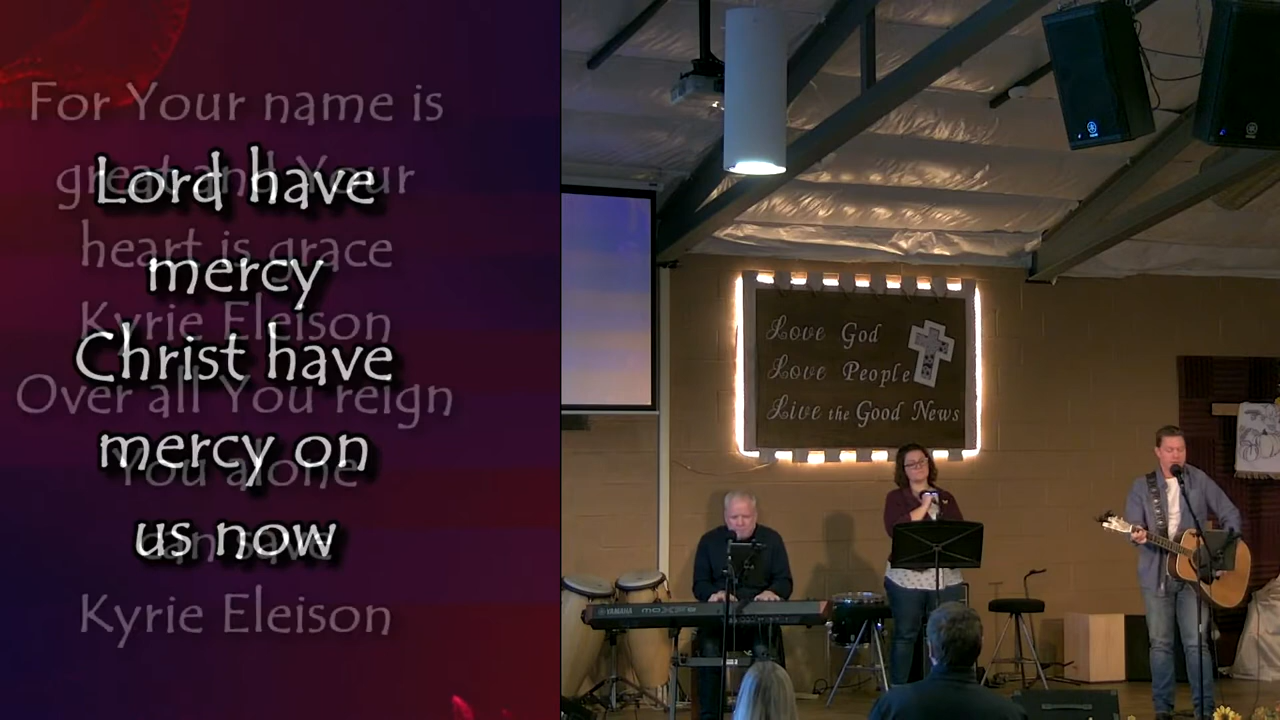 For Your name is
great and Your
heart is grace
Kyrie Eleison
Over all You reign
You alone
can save
Kyrie Eleison
Lord have
mercy
Christ have
mercy on
us now
Love God
Love People
Live the Good News
YAMAHA